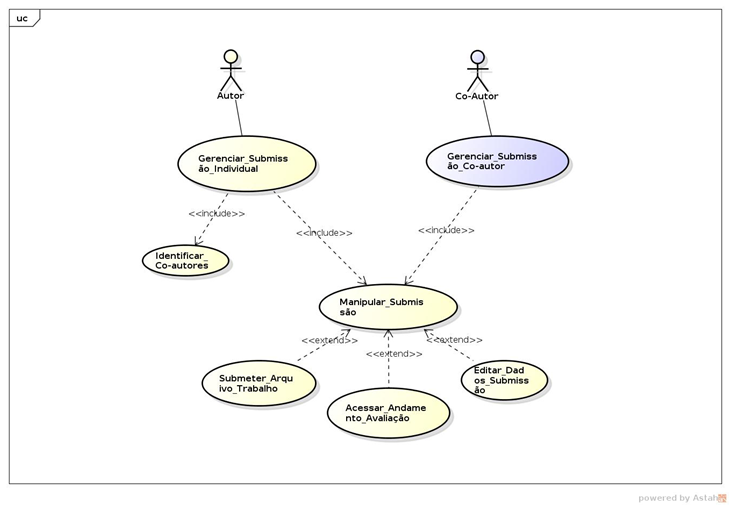 uc
Autor
Co-Autor
Gerenciar_Submiss
ão_Individual
Gerenciar_Submiss
ão_Co-autor
<<include>>
<<include>>
<<include>>
Identificar_
Co-autores
Manipular_Submis
são
<<extend>>
<<extend>>
<<extend>>
Submeter_Arqu
ivo_Trabalho
Acessar_Andame
nto_Avaliação
Editar_Dad
os_Submiss
ão
powered by Astah